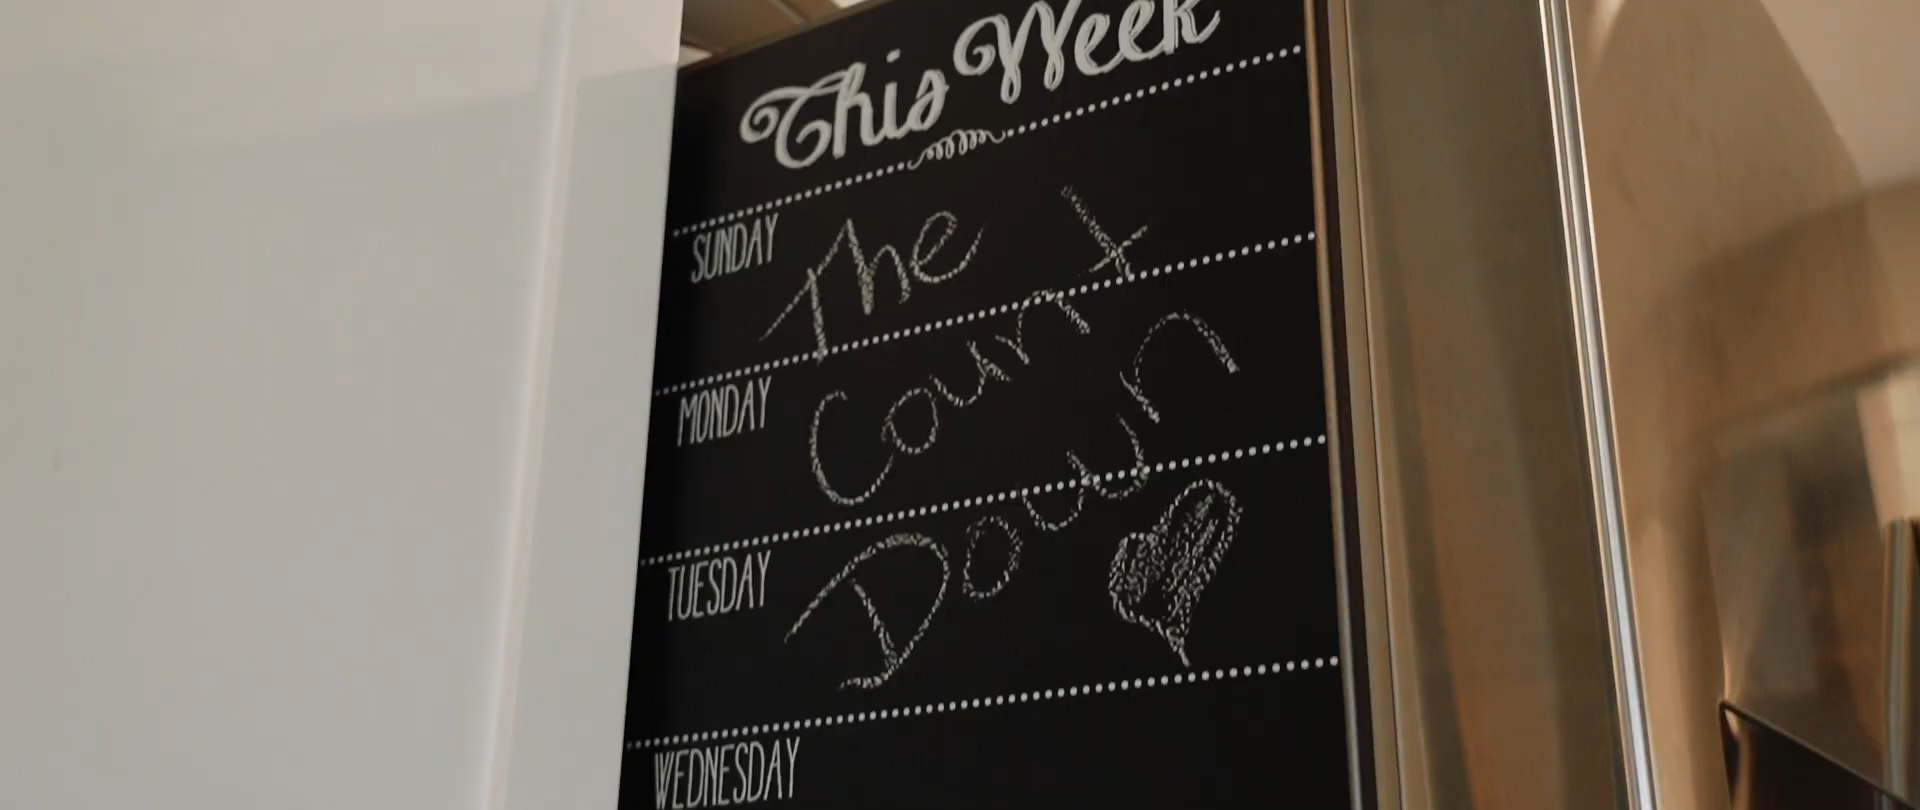 This Week
SUNDAY The
MONDAY Count
TUESDAY Down
WEDNESDAY